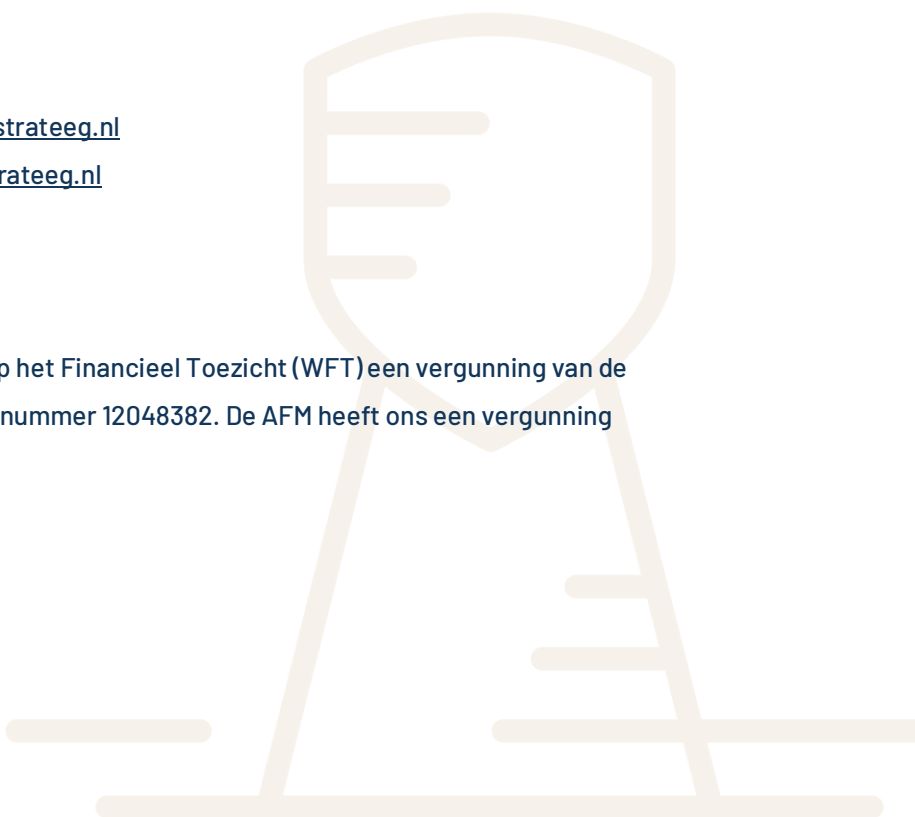 strateeg.nl
rateeg.nl
p het Financieel Toezicht (WFT) een vergunning van de
nummer 12048382. De AFM heeft ons een vergunning